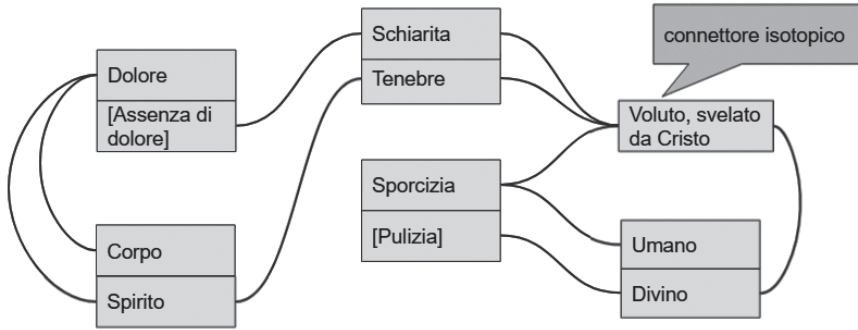 Dolore
[Assenza di
dolore]
Corpo
Spirito
Schiarita
Tenebre
Sporcizia
[Pulizia]
connettore isotopico
Voluto, svelato
da Cristo
Umano
Divino